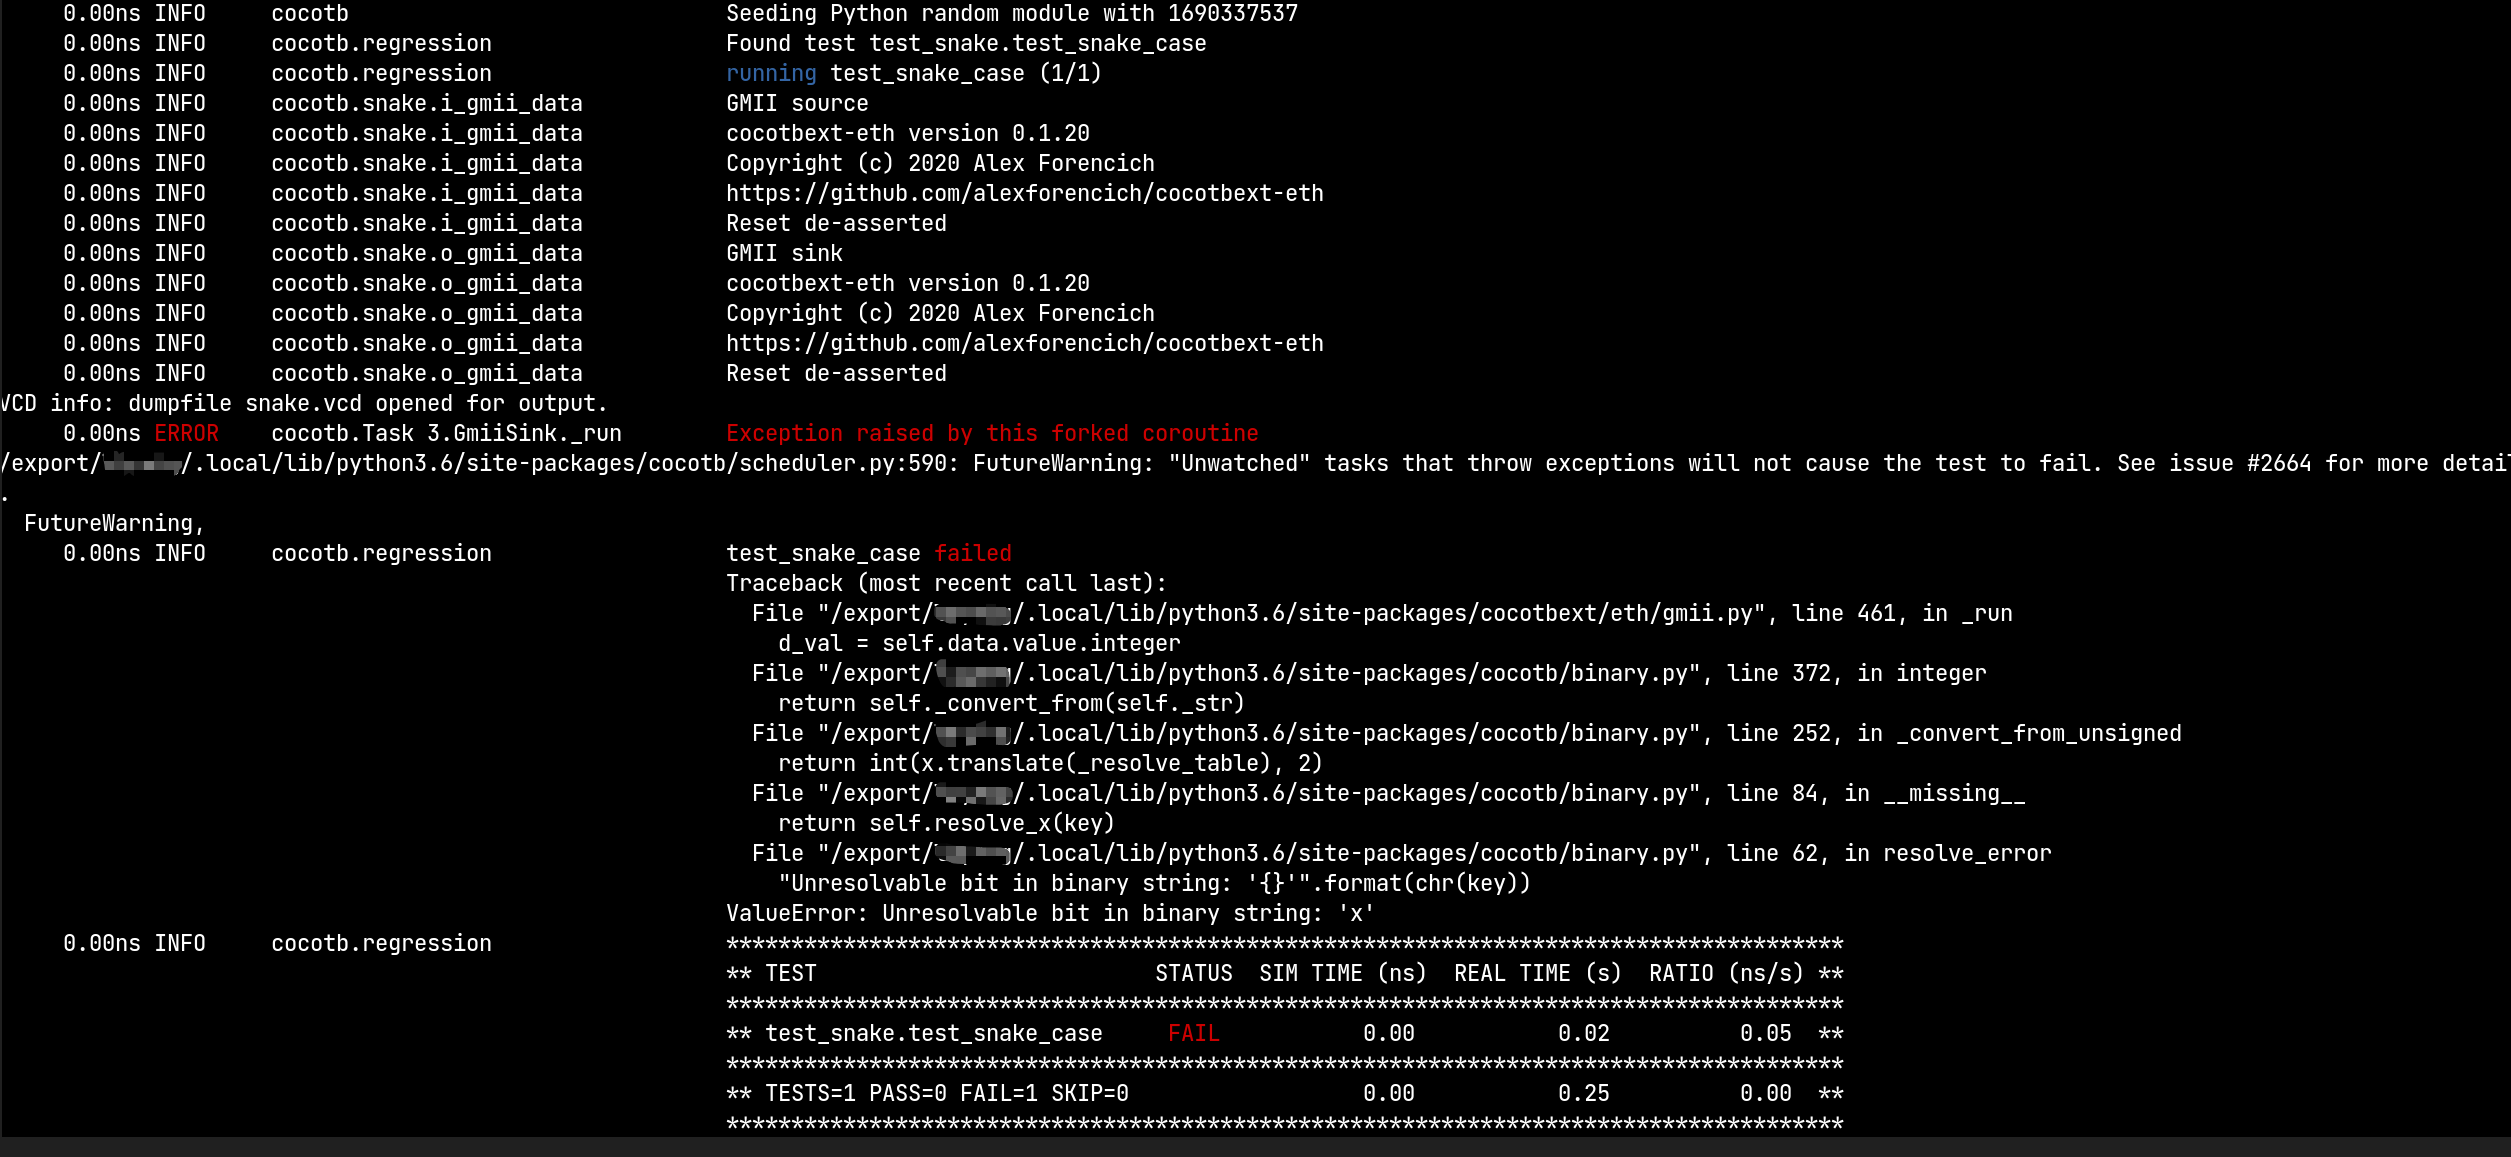 0.00ns INFO     cocotb                             Seeding Python random module with 1690337537
0.00ns INFO     cocotb.regression                  Found test test_snake.test_snake_case
0.00ns INFO     cocotb.regression                  running test_snake_case (1/1)
0.00ns INFO     cocotb.snake.i_gmii_data           GMII source
0.00ns INFO     cocotb.snake.i_gmii_data           cocotbext-eth version 0.1.20
0.00ns INFO     cocotb.snake.i_gmii_data           Copyright (c) 2020 Alex Forencich
0.00ns INFO     cocotb.snake.i_gmii_data           https://github.com/alexforencich/cocotbext-eth
0.00ns INFO     cocotb.snake.i_gmii_data           Reset de-asserted
0.00ns INFO     cocotb.snake.o_gmii_data           GMII sink
0.00ns INFO     cocotb.snake.o_gmii_data           cocotbext-eth version 0.1.20
0.00ns INFO     cocotb.snake.o_gmii_data           Copyright (c) 2020 Alex Forencich
0.00ns INFO     cocotb.snake.o_gmii_data           https://github.com/alexforencich/cocotbext-eth
0.00ns INFO     cocotb.snake.o_gmii_data           Reset de-asserted
VCD info: dumpfile snake.vcd opened for output.
0.00ns ERROR    cocotb.Task 3.GmiiSink._run        Exception raised by this forked coroutine
/export/ /.local/lib/python3.6/site-packages/cocotb/scheduler.py:590: FutureWarning: "Unwatched" tasks that throw exceptions will not cause the test to fail. See issue #2664 for more detail
.
FutureWarning,
0.00ns INFO     cocotb.regression                  test_snake_case failed
Traceback (most recent call last):
File "/export/ /.local/lib/python3.6/site-packages/cocotbext/eth/gmii.py", line 461, in _run
d_val = self.data.value.integer
File "/export/ /.local/lib/python3.6/site-packages/cocotb/binary.py", line 372, in integer
return self._convert_from(self._str)
File "/export/ /.local/lib/python3.6/site-packages/cocotb/binary.py", line 252, in _convert_from_unsigned
return int(x.translate(_resolve_table), 2)
File "/export/ /.local/lib/python3.6/site-packages/cocotb/binary.py", line 84, in __missing__
return self.resolve_x(key)
File "/export/ /.local/lib/python3.6/site-packages/cocotb/binary.py", line 62, in resolve_error
"Unresolvable bit in binary string: '{}'".format(chr(key))
ValueError: Unresolvable bit in binary string: 'x'
0.00ns INFO     cocotb.regression                  **************************************************************************************
** TEST                          STATUS  SIM TIME (ns)  REAL TIME (s)  RATIO (ns/s) **
**************************************************************************************
** test_snake.test_snake_case     FAIL           0.00           0.02          0.05  **
**************************************************************************************
** TESTS=1 PASS=0 FAIL=1 SKIP=0                  0.00           0.25          0.00  **
**************************************************************************************